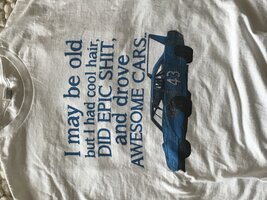 I may be old
but I had cool hair,
DID EPIC SHIT,
and drove
AWESOME CARS.
43